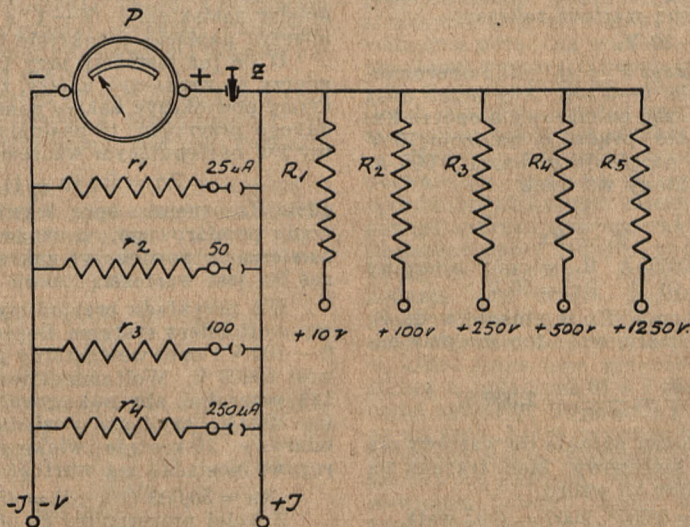 P
- + Z
r1 25uA
r2 50
r3 100
r4 250uA
R1 R2 R3 R4 R5
+10V +100V +250V +500V +1250V.
-J -V +J